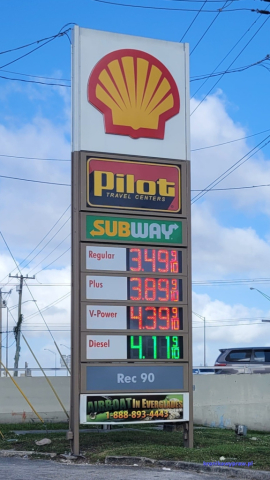 Pilot
TRAVEL CENTERS
SUBWAY
Regular 3.49 9/10
Plus 3.89 9/10
V-Power 4.39 9/10
Diesel 4.11 9/10
Rec 90
AIRBOAT IN EVERGLADES
1-888-893-4443